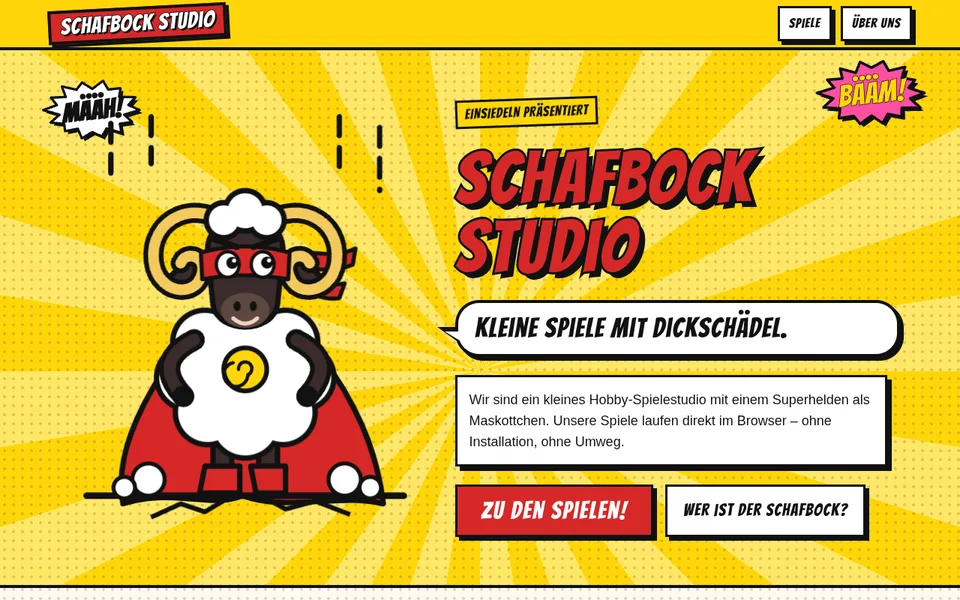 SCHAFBOCK STUDIO
SPIELE
ÜBER UNS
MÄÄH!
BÄÄM!
EINSIEDELN PRÄSENTIERT
SCHAFBOCK
STUDIO
KLEINE SPIELE MIT DICKSCHÄDEL.
Wir sind ein kleines Hobby-Spielestudio mit einem Superhelden als
Maskottchen. Unsere Spiele laufen direkt im Browser – ohne
Installation, ohne Umweg.
ZU DEN SPIELEN!
WER IST DER SCHAFBOCK?